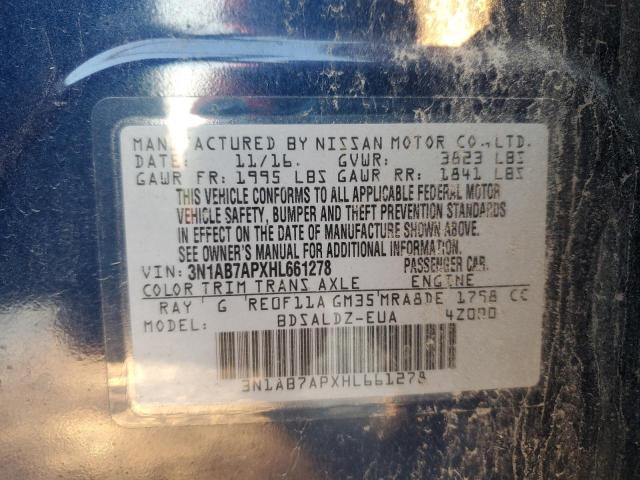 MANUFACTURED BY NISSAN MOTOR CO., LTD.
DATE: 11/16. GVWR: 3623 LBS
GAWR FR: 1995 LBS GAWR RR: 1841 LBS
THIS VEHICLE CONFORMS TO ALL APPLICABLE FEDERAL MOTOR
VEHICLE SAFETY, BUMPER AND THEFT PREVENTION STANDARDS
IN EFFECT ON THE DATE OF MANUFACTURE SHOWN ABOVE.
SEE OWNER'S MANUAL FOR ADDITIONAL INFORMATION.
VIN: 3N1AB7APXHL661278 PASSENGER CAR.
COLOR TRIM TRANS AXLE ENGINE
RAY G RE0F11A GM35 MRA8DE 1798 CC
MODEL: BDSALDZ-EUA 4Z000
3N1AB7APXHL661278